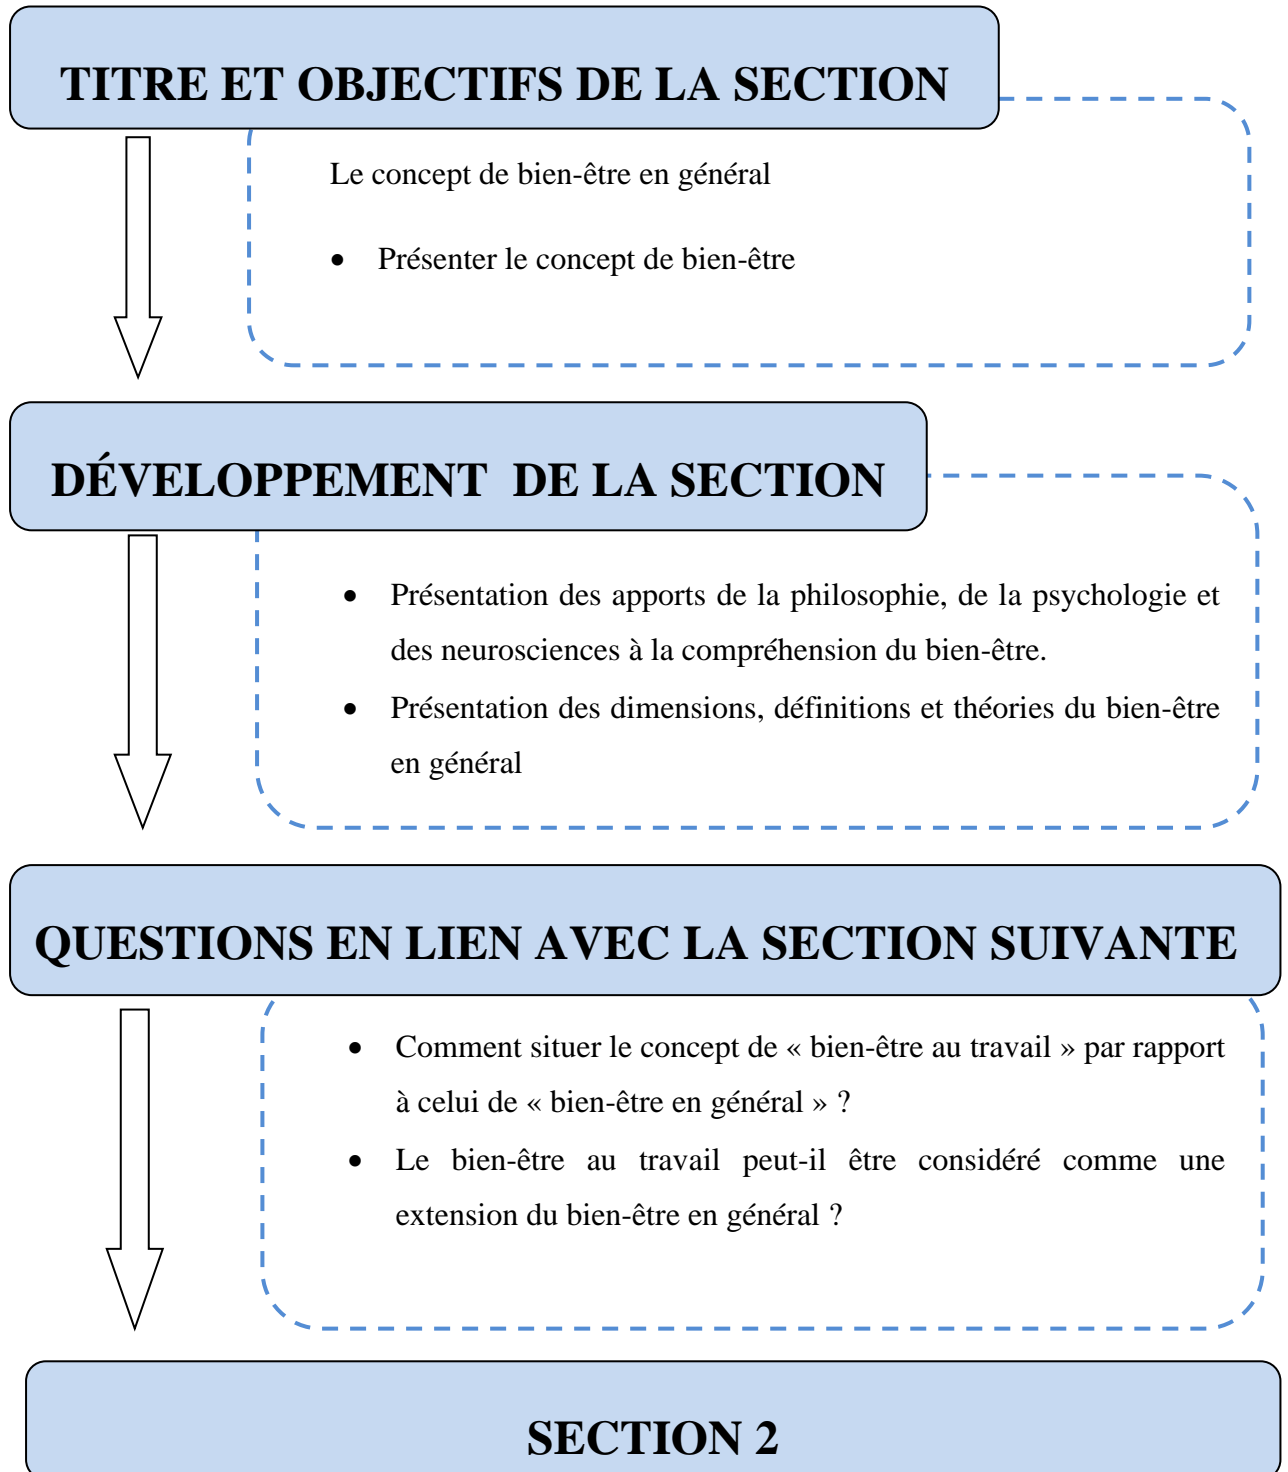 TITRE ET OBJECTIFS DE LA SECTION
Le concept de bien-être en général
• Présenter le concept de bien-être
DÉVELOPPEMENT DE LA SECTION
• Présentation des apports de la philosophie, de la psychologie et
des neurosciences à la compréhension du bien-être.
• Présentation des dimensions, définitions et théories du bien-être
en général
QUESTIONS EN LIEN AVEC LA SECTION SUIVANTE
• Comment situer le concept de « bien-être au travail » par rapport
à celui de « bien-être en général » ?
• Le bien-être au travail peut-il être considéré comme une
extension du bien-être en général ?
SECTION 2